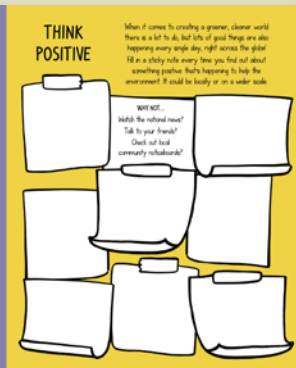 THINK
POSITIVE
When it comes to creating a greener, cleaner world
there is a lot to do, but lots of good things are also
happening every single day, right across the globe!
Fill in a sticky note every time you find out about
something positive that's happening to help the
environment. It could be locally or on a wider scale.
WHY NOT...
Watch the national news?
Talk to your friends?
Check out local
community noticeboards?